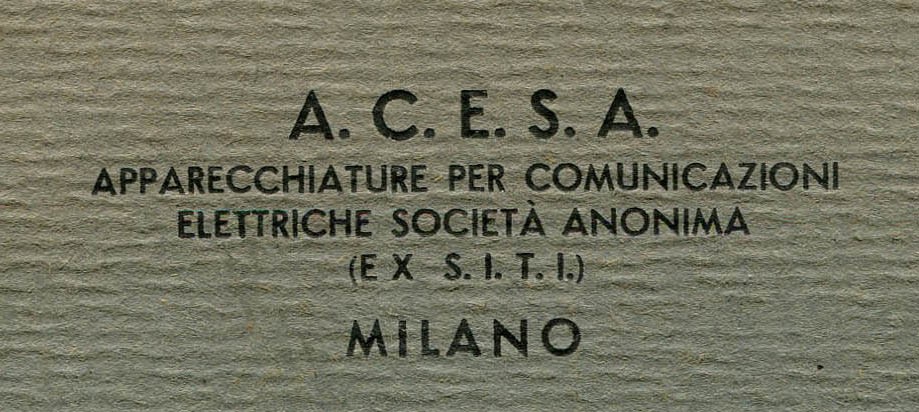 A. C. E. S. A.
APPARECCHIATURE PER COMUNICAZIONI
ELETTRICHE SOCIETÀ ANONIMA
(EX S. I. T. I.)
MILANO